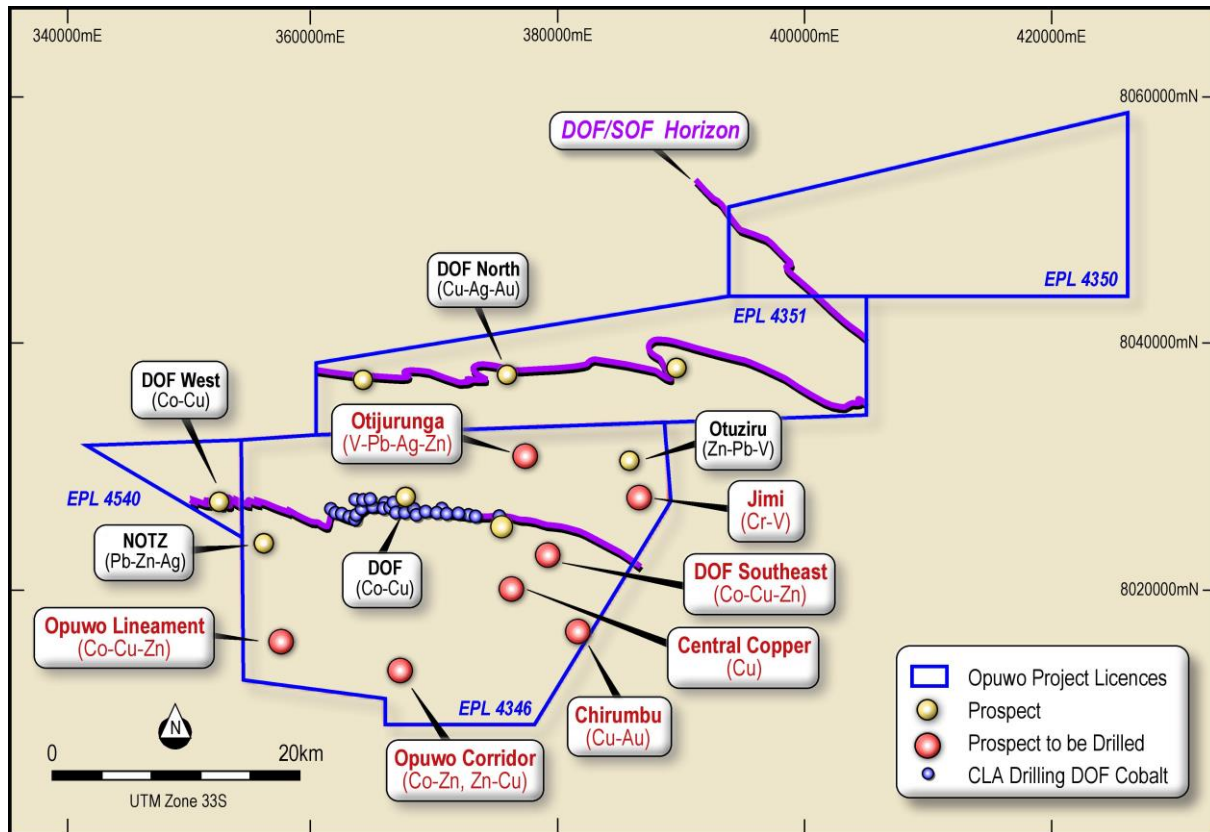 340000mE
360000mE
380000mE
400000mE
420000mE
8060000mN
DOF/SOF Horizon
DOF North
(Cu-Ag-Au)
EPL 4350
EPL 4351
8040000mN
DOF West
(Co-Cu)
Otijurunga
(V-Pb-Ag-Zn)
Otuziru
(Zn-Pb-V)
EPL 4540
Jimi
(Cr-V)
NOTZ
(Pb-Zn-Ag)
DOF
(Co-Cu)
DOF Southeast
(Co-Cu-Zn)
8020000mN
Opuwo Lineament
(Co-Cu-Zn)
Central Copper
(Cu)
EPL 4346
Chirumbu
(Cu-Au)
Opuwo Corridor
(Co-Zn, Zn-Cu)
N
0
20km
UTM Zone 33S
Opuwo Project Licences
Prospect
Prospect to be Drilled
CLA Drilling DOF Cobalt